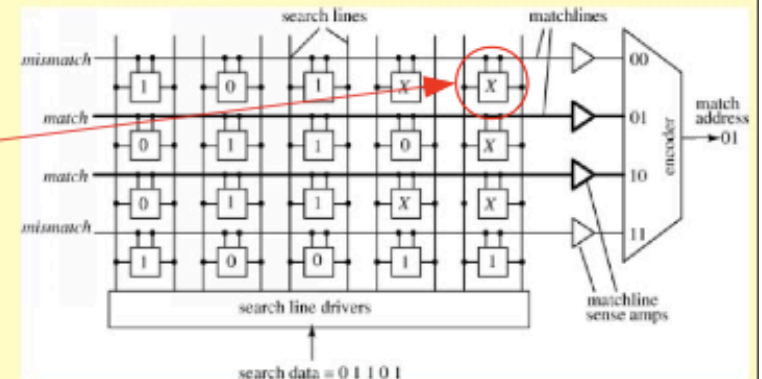 search lines
matchlines
mismatch
1 0 1 X X
00
match
0 1 1 0 X
01
match address
01
encoder
match
0 1 1 X X
10
mismatch
1 0 0 1 1
11
search line drivers
matchline
sense amps
search data = 0 1 1 0 1